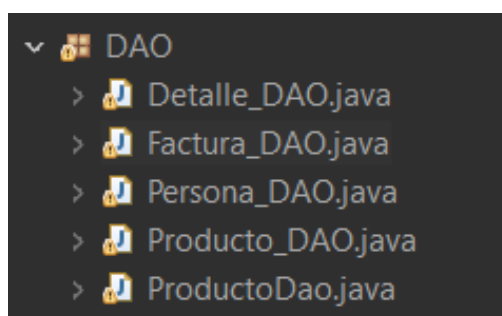 DAO
Detalle_DAO.java
Factura_DAO.java
Persona_DAO.java
Producto_DAO.java
ProductoDao.java